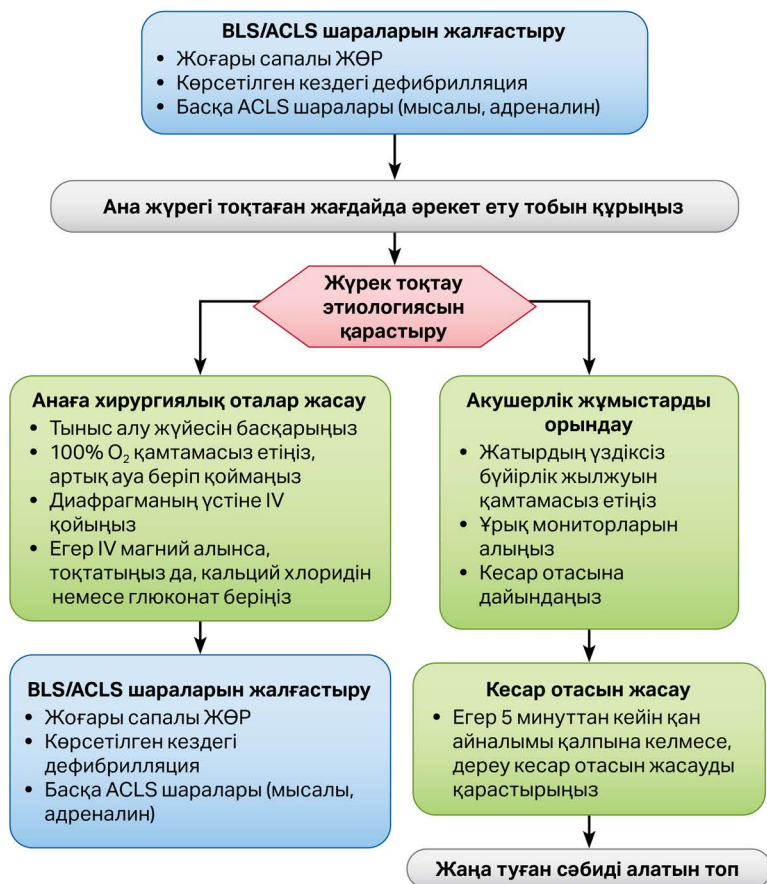 BLS/ACLS шараларын жалғастыру
• Жоғары сапалы ЖӨР
• Көрсетілген кездегі дефибрилляция
• Басқа ACLS шаралары (мысалы, адреналин)
Ана жүрегі тоқтаған жағдайда әрекет ету тобын құрыңыз
Жүрек тоқтау
этиологиясын
қарастыру
Анаға хирургиялық оталар жасау
• Тыныс алу жүйесін басқарыңыз
• 100% O₂ қамтамасыз етіңіз,
артық ауа беріп қоймаңыз
• Диафрагманың үстіне IV
қойыңыз
• Егер IV магний алынса,
тоқтатыңыз да, кальций хлоридін
немесе глюконат беріңіз
BLS/ACLS шараларын жалғастыру
• Жоғары сапалы ЖӨР
• Көрсетілген кездегі
дефибрилляция
• Басқа ACLS шаралары (мысалы,
адреналин)
Акушерлік жұмыстарды
орындау
• Жатырдың үздіксіз
бүйірлік жылжуын
қамтамасыз етіңіз
• Ұрық мониторларын
алыңыз
• Кесар отасына
дайындаңыз
Кесар отасын жасау
• Егер 5 минуттан кейін қан
айналымы қалпына келмесе,
дереу кесар отасын жасауды
қарастырыңыз
Жаңа туған сәбиді алатын топ